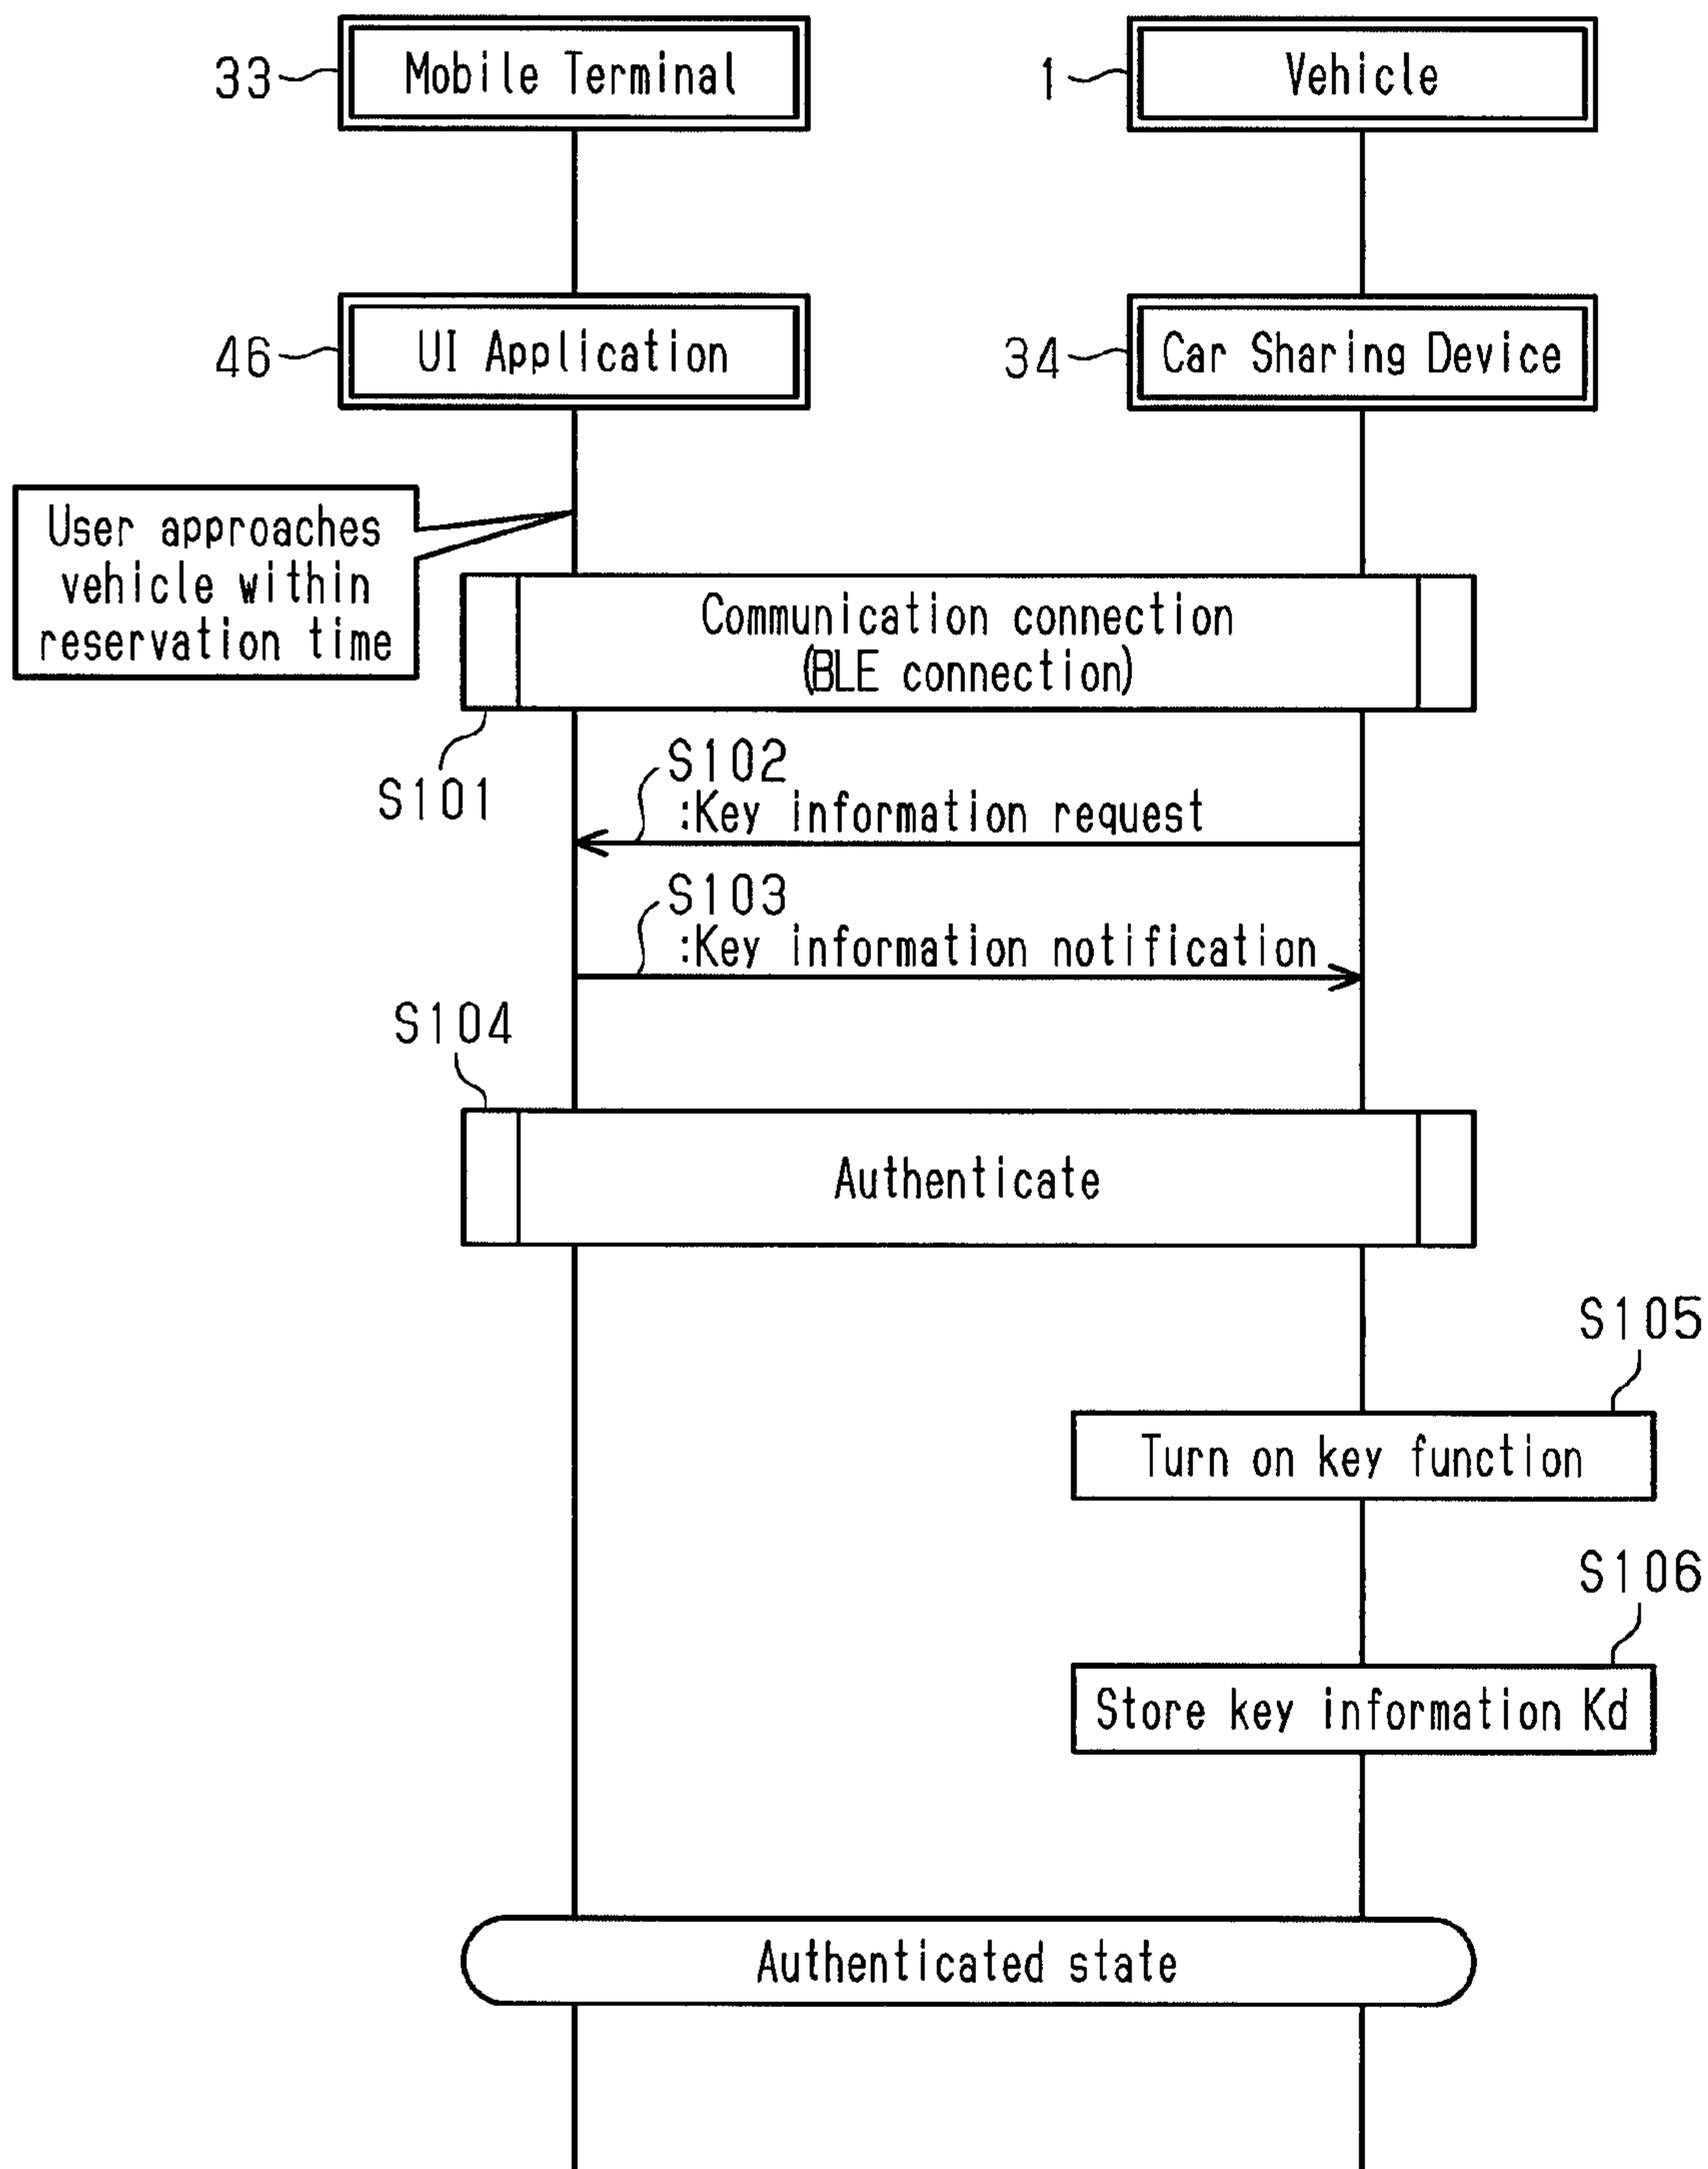 33
Mobile Terminal
1
Vehicle
46
UI Application
34
Car Sharing Device
User approaches
vehicle within
reservation time
Communication connection
(BLE connection)
S101
S102
:Key information request
S103
:Key information notification
S104
Authenticate
S105
Turn on key function
S106
Store key information Kd
Authenticated state